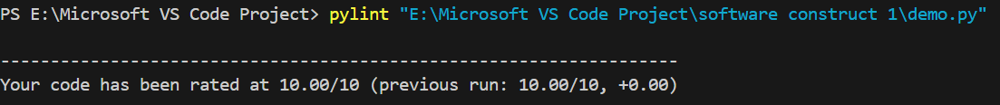 PS E:\Microsoft VS Code Project> pylint "E:\Microsoft VS Code Project\software construct 1\demo.py"
--------------------------------------------------------------------
Your code has been rated at 10.00/10 (previous run: 10.00/10, +0.00)